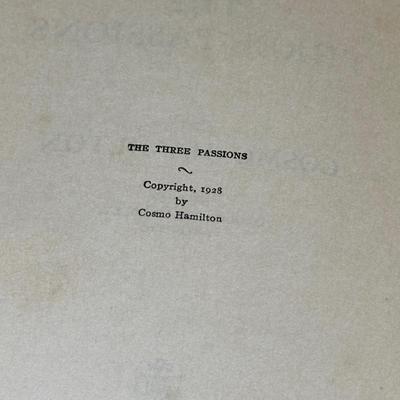 THE THREE PASSIONS
~
Copyright, 1928
by
Cosmo Hamilton